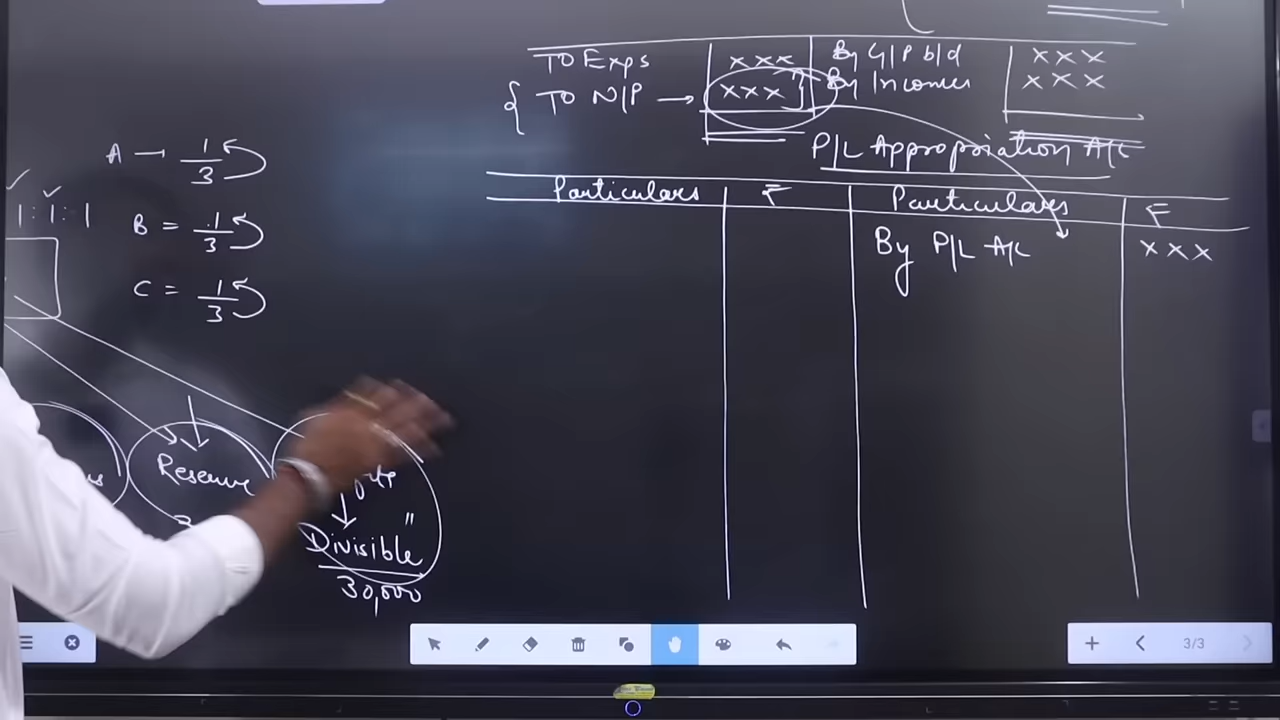 To Exps xxx By G/P b/d xxx
{ To N/P → xxx } By Incomes xxx
P/L Appropriation A/c
Particulars ₹ Particulars ₹
By P/L A/c xxx
A → 1/3
1:1:1
B = 1/3
C = 1/3
Reserve
Divisible"
30,000
3/3